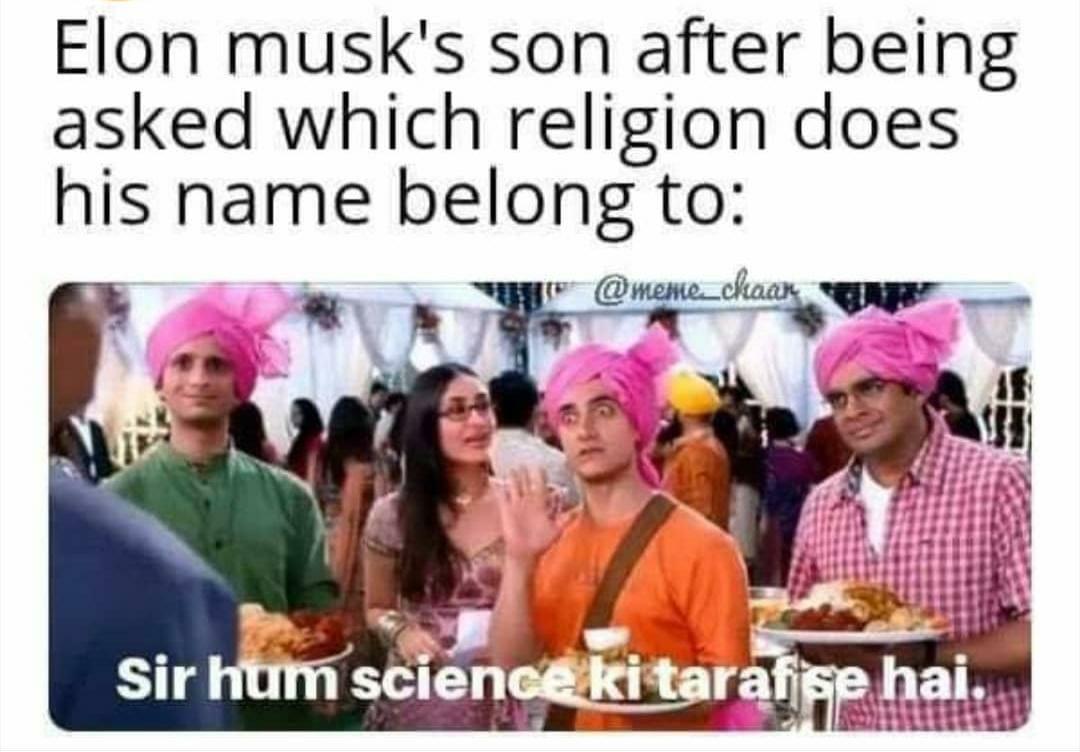 Elon musk's son after being
asked which religion does
his name belong to:
@meme_chaar
Sir hum science ki taraf se hai.